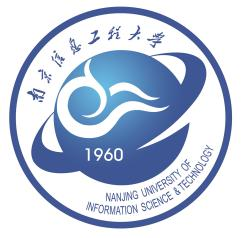 南京信息工程大学
1960
NANJING UNIVERSITY OF
INFORMATION SCIENCE & TECHNOLOGY